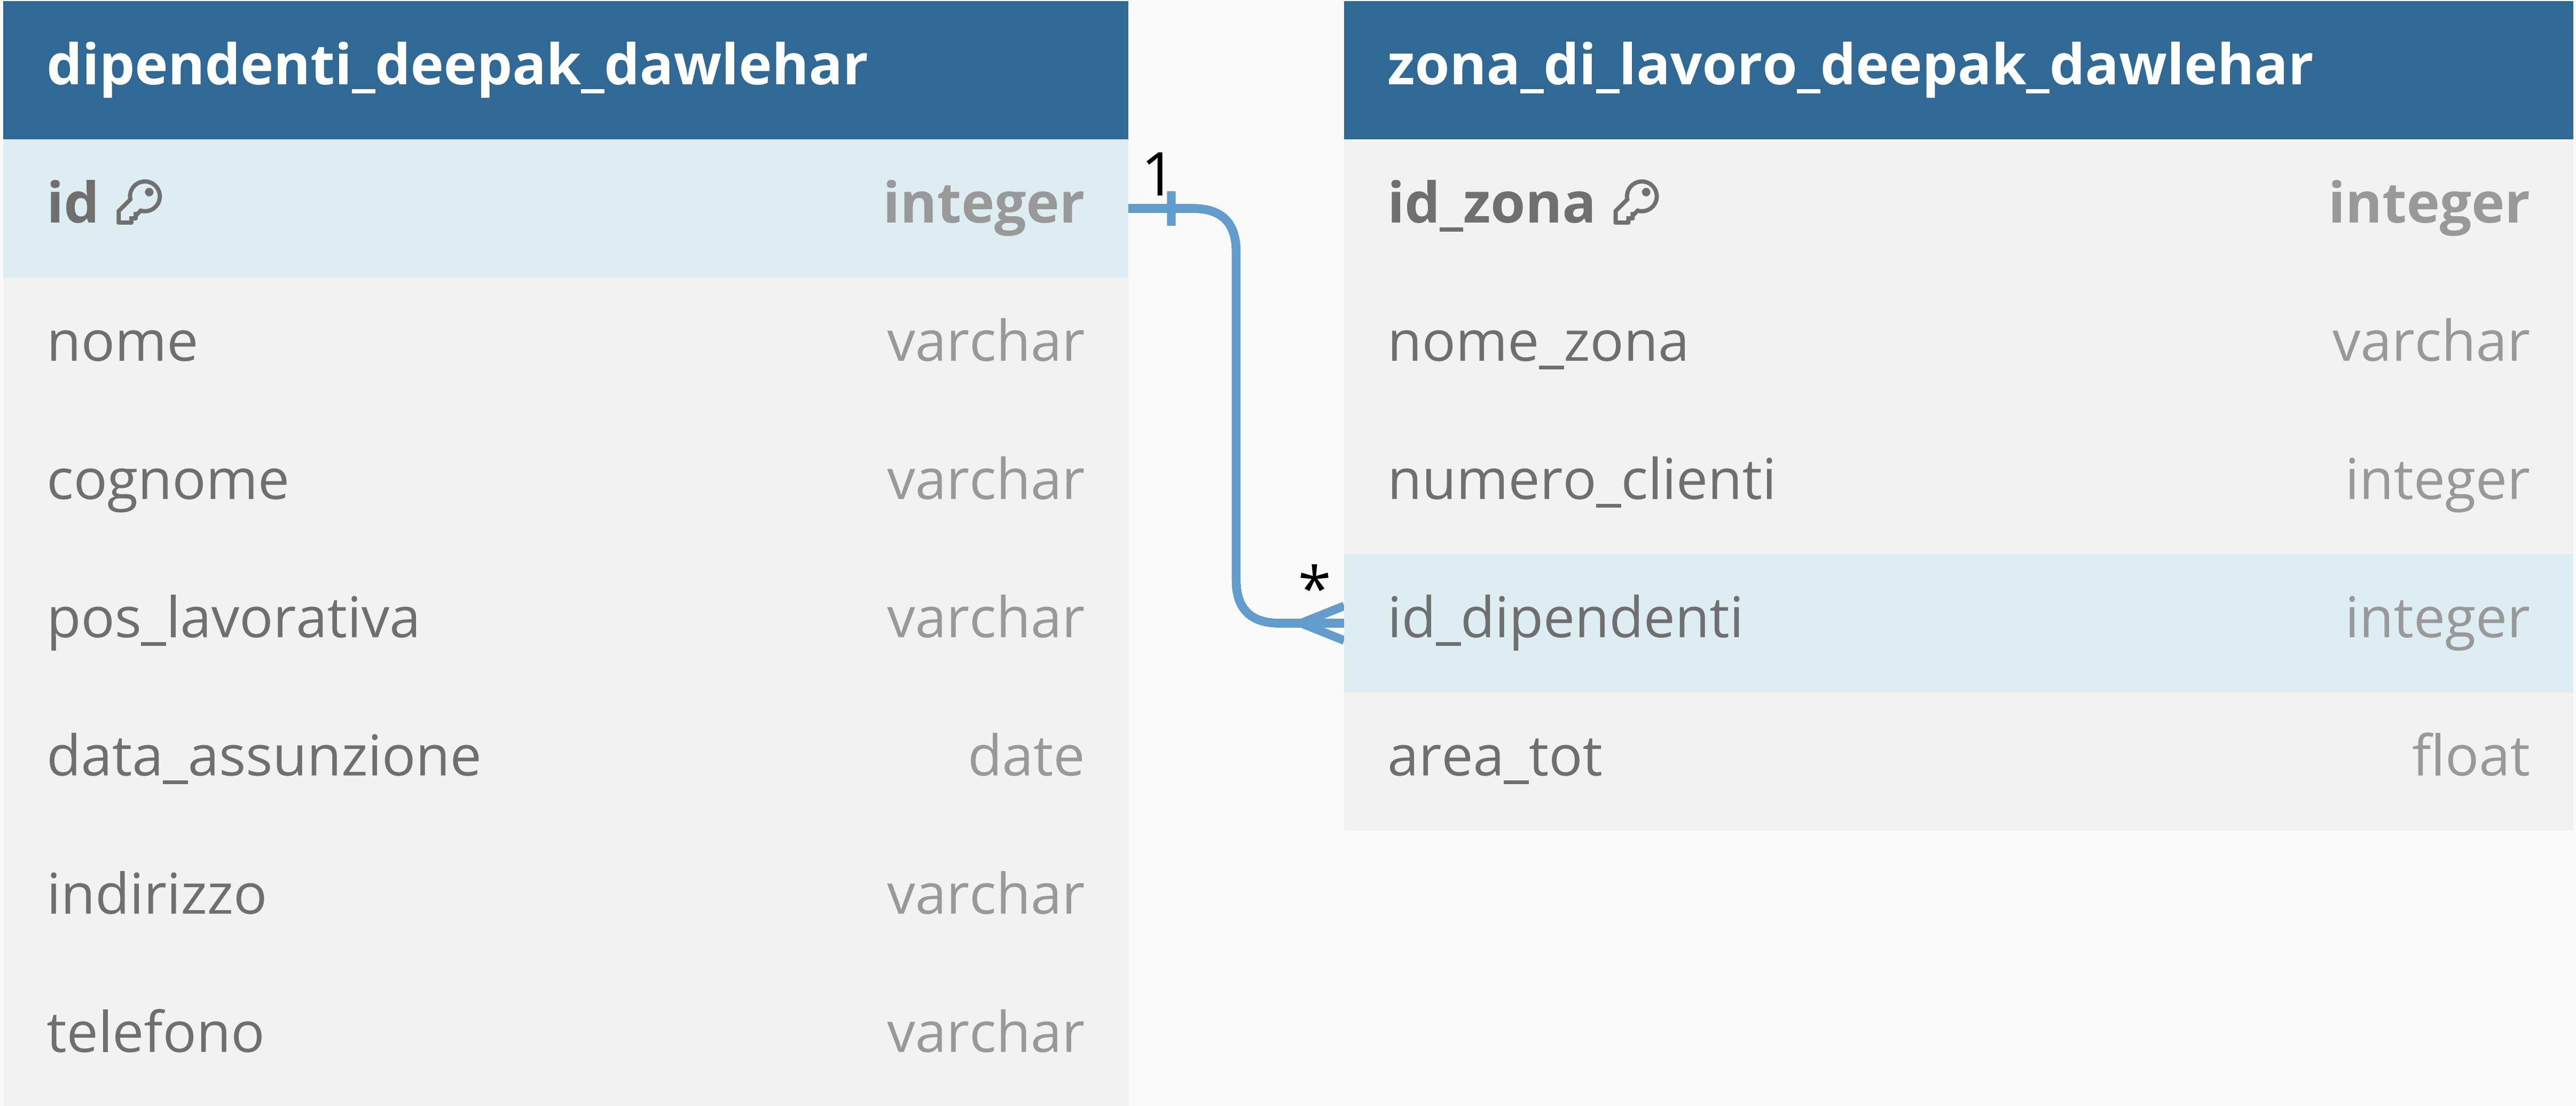 dipendenti_deepak_dawlehar
id integer
nome varchar
cognome varchar
pos_lavorativa varchar
data_assunzione date
indirizzo varchar
telefono varchar
1
*
zona_di_lavoro_deepak_dawlehar
id_zona integer
nome_zona varchar
numero_clienti integer
id_dipendenti integer
area_tot float